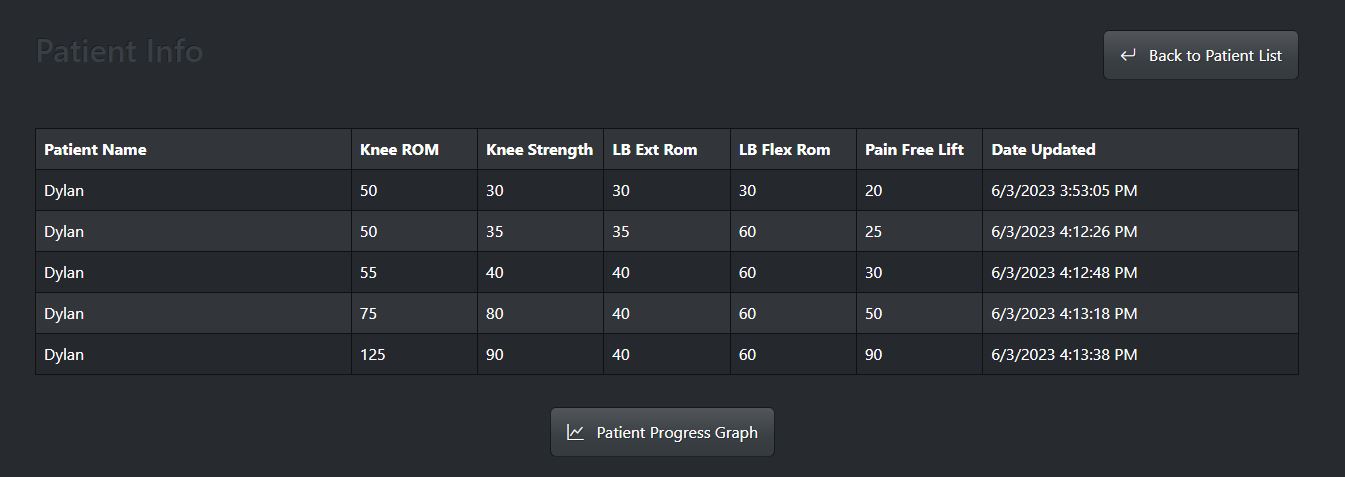 Patient Info
Back to Patient List
Patient Name Knee ROM Knee Strength LB Ext Rom LB Flex Rom Pain Free Lift Date Updated
Dylan 50 30 30 30 20 6/3/2023 3:53:05 PM
Dylan 50 35 35 60 25 6/3/2023 4:12:26 PM
Dylan 55 40 40 60 30 6/3/2023 4:12:48 PM
Dylan 75 80 40 60 50 6/3/2023 4:13:18 PM
Dylan 125 90 40 60 90 6/3/2023 4:13:38 PM
Patient Progress Graph